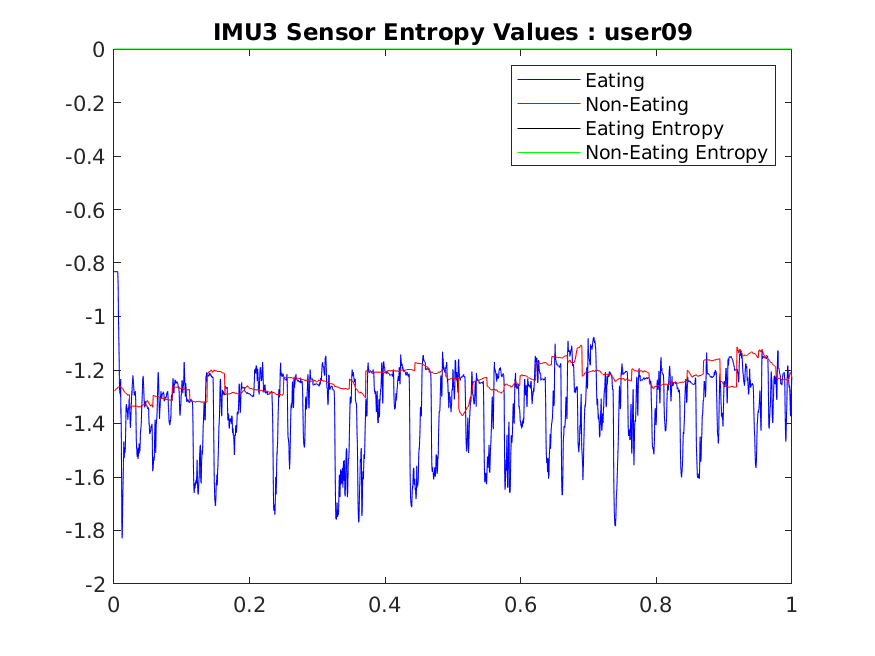 IMU3 Sensor Entropy Values : user09
0
-0.2
-0.4
-0.6
-0.8
-1
-1.2
-1.4
-1.6
-1.8
-2
Eating
Non-Eating
Eating Entropy
Non-Eating Entropy
0 0.2 0.4 0.6 0.8 1